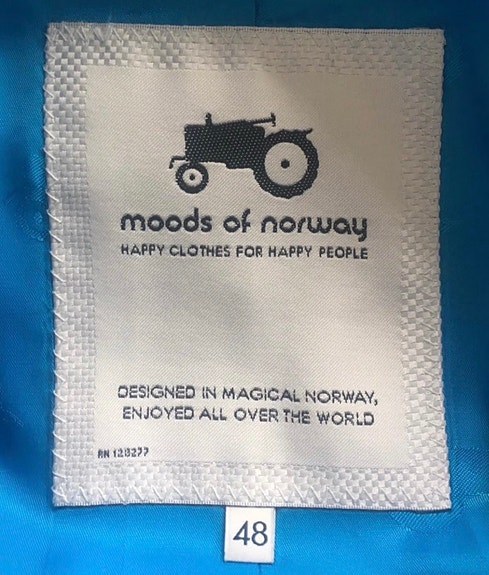 moods of norway
HAPPY CLOTHES FOR HAPPY PEOPLE
DESIGNED IN MAGICAL NORWAY,
ENJOYED ALL OVER THE WORLD
RN 128277
48